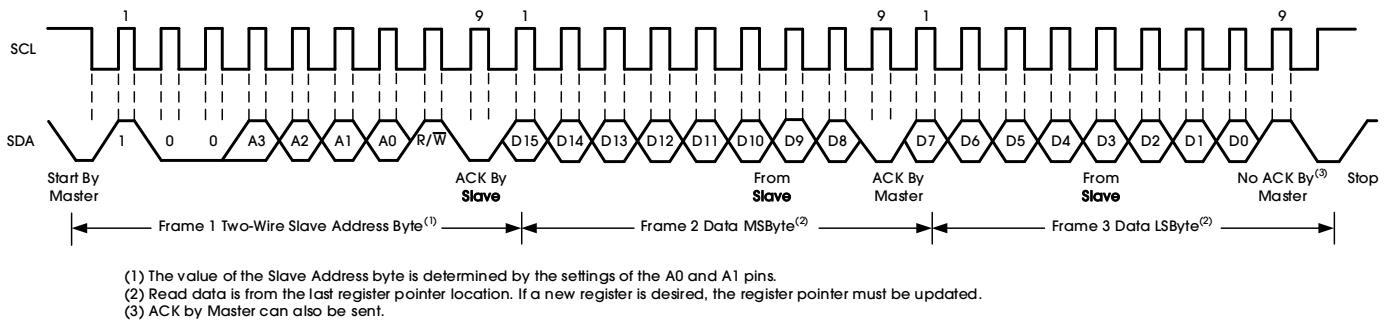 1 9 1 9 1 9
SCL
SDA
1 0 0 A3 A2 A1 A0 R/W̅ D15 D14 D13 D12 D11 D10 D9 D8 D7 D6 D5 D4 D3 D2 D1 D0
Start By
Master
ACK By
Slave
From
Slave
ACK By
Master
From
Slave
No ACK By(3)
Master
Stop
Frame 1 Two-Wire Slave Address Byte(1)
Frame 2 Data MSByte(2)
Frame 3 Data LSByte(2)
(1) The value of the Slave Address byte is determined by the settings of the A0 and A1 pins.
(2) Read data is from the last register pointer location. If a new register is desired, the register pointer must be updated.
(3) ACK by Master can also be sent.